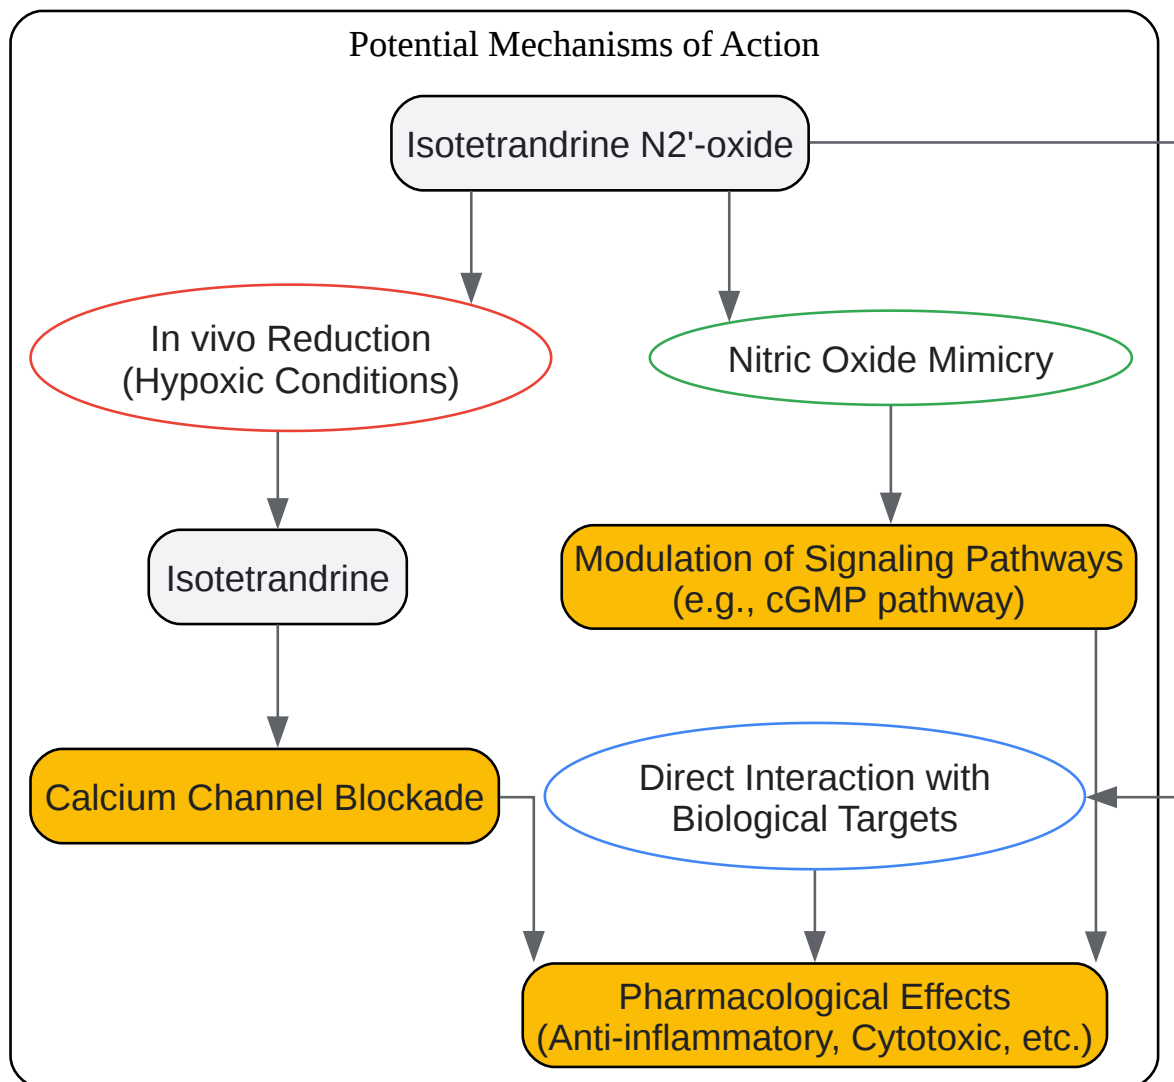 Potential Mechanisms of Action
Isotetrandrine N2'-oxide
In vivo Reduction
(Hypoxic Conditions)
Nitric Oxide Mimicry
Isotetrandrine
Modulation of Signaling Pathways
(e.g., cGMP pathway)
Calcium Channel Blockade
Direct Interaction with
Biological Targets
Pharmacological Effects
(Anti-inflammatory, Cytotoxic, etc.)